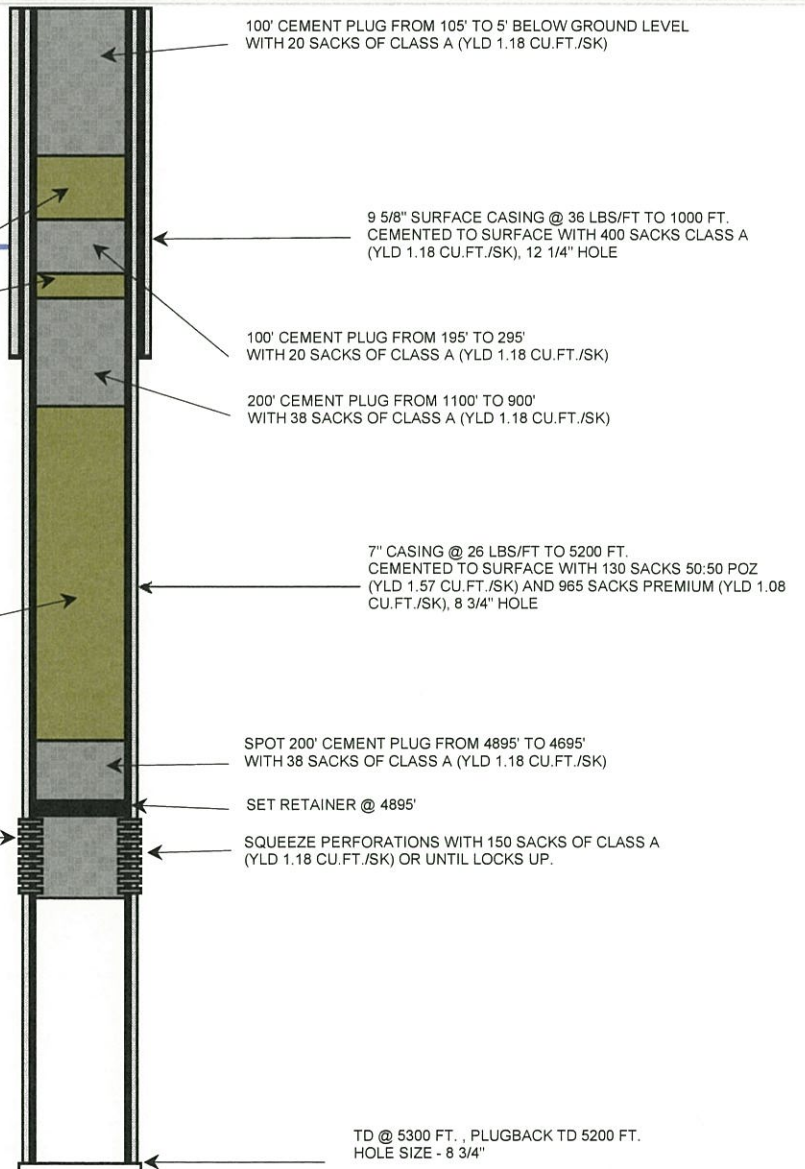 100' CEMENT PLUG FROM 105' TO 5' BELOW GROUND LEVEL
WITH 20 SACKS OF CLASS A (YLD 1.18 CU.FT./SK)
9 5/8" SURFACE CASING @ 36 LBS/FT TO 1000 FT.
CEMENTED TO SURFACE WITH 400 SACKS CLASS A
(YLD 1.18 CU.FT./SK), 12 1/4" HOLE
100' CEMENT PLUG FROM 195' TO 295'
WITH 20 SACKS OF CLASS A (YLD 1.18 CU.FT./SK)
200' CEMENT PLUG FROM 1100' TO 900'
WITH 38 SACKS OF CLASS A (YLD 1.18 CU.FT./SK)
7" CASING @ 26 LBS/FT TO 5200 FT.
CEMENTED TO SURFACE WITH 130 SACKS 50:50 POZ
(YLD 1.57 CU.FT./SK) AND 965 SACKS PREMIUM (YLD 1.08
CU.FT./SK), 8 3/4" HOLE
SPOT 200' CEMENT PLUG FROM 4895' TO 4695'
WITH 38 SACKS OF CLASS A (YLD 1.18 CU.FT./SK)
SET RETAINER @ 4895'
SQUEEZE PERFORATIONS WITH 150 SACKS OF CLASS A
(YLD 1.18 CU.FT./SK) OR UNTIL LOCKS UP.
TD @ 5300 FT. , PLUGBACK TD 5200 FT.
HOLE SIZE - 8 3/4"